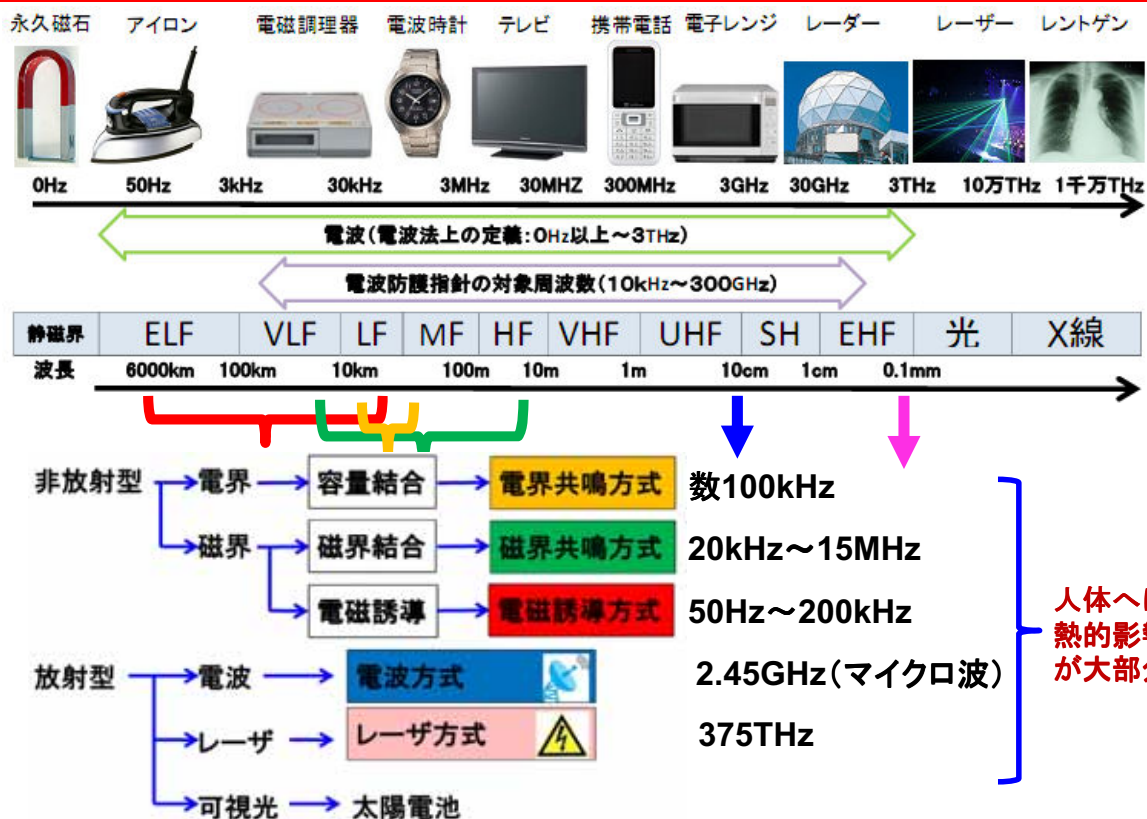 永久磁石 アイロン 電磁調理器 電波時計 テレビ 携帯電話 電子レンジ レーダー レーザー レントゲン
0Hz 50Hz 3kHz 30kHz 3MHz 30MHZ 300MHz 3GHz 30GHz 3THz 10万THz 1千万THz
電波(電波法上の定義:0Hz以上~3THz)
電波防護指針の対象周波数(10kHz~300GHz)
静磁界 ELF VLF LF MF HF VHF UHF SH EHF 光 X線
波長 6000km 100km 10km 100m 10m 1m 10cm 1cm 0.1mm
非放射型 電界 容量結合 電界共鳴方式 数100kHz
磁界 磁界結合 磁界共鳴方式 20kHz~15MHz
電磁誘導 電磁誘導方式 50Hz~200kHz
人体へ
熱的影
が大部
放射型 電波 電波方式 2.45GHz(マイクロ波)
レーザ レーザ方式 375THz
可視光 太陽電池